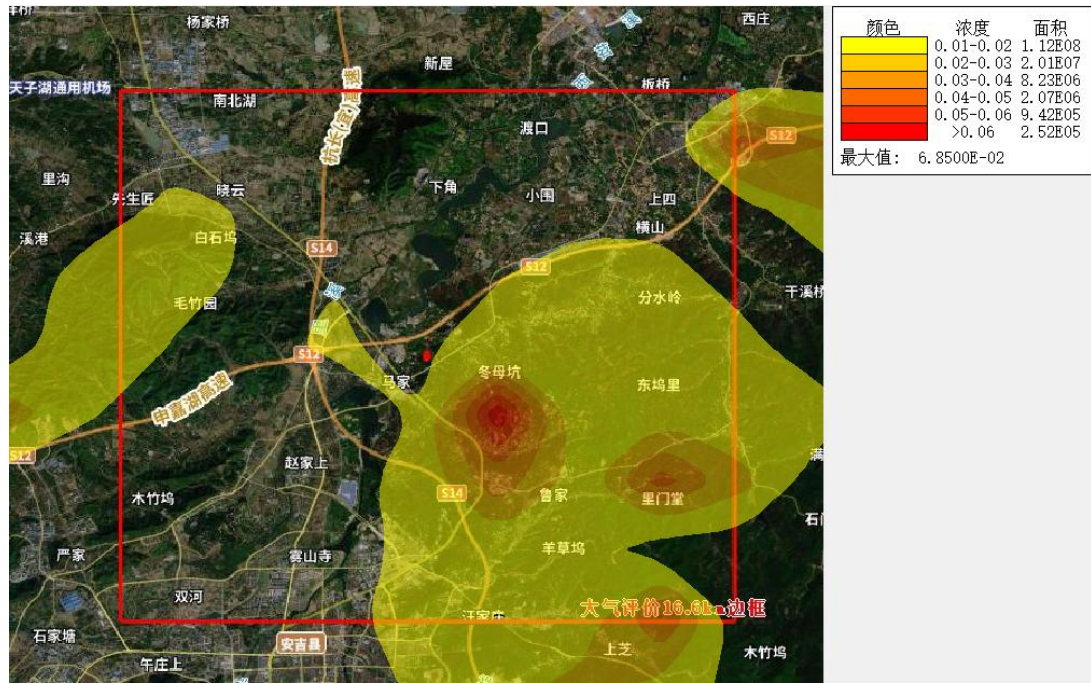 杨家桥
西庄
新屋
板桥
天子湖通用机场
南北湖
杭长(宜)高速
渡口
S12
里沟
先生匠
晓云
下角
小围
上四
溪港
白石坞
横山
S14
S12
毛竹园
分水岭
干溪桥
S12
马家
冬母坑
东坞里
申嘉湖高速
S12
赵家上
木竹坞
S14
鲁家
里门堂
严家
雾山寺
羊草坞
双河
大气评价16.6km边框
汪家庄
石家塘
安吉县
上芝
木竹坞
午庄上
颜色 浓度 面积
0.01-0.02 1.12E08
0.02-0.03 2.01E07
0.03-0.04 8.23E06
0.04-0.05 2.07E06
0.05-0.06 9.42E05
>0.06 2.52E05
最大值: 6.8500E-02